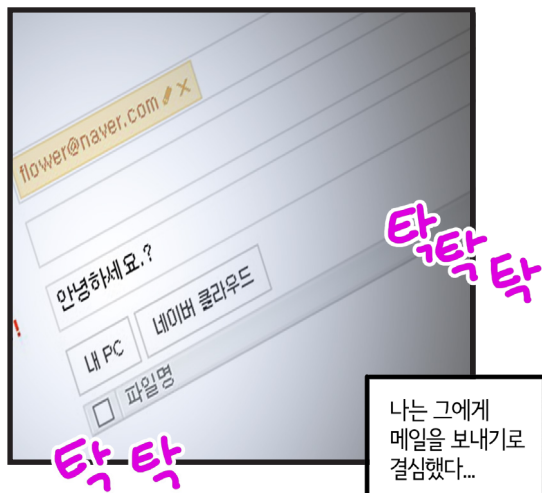 flower@naver.com
안녕하세요.?
!
내 PC
네이버 클라우드
파일명
탁
탁
탁
탁 탁
나는 그에게
메일을 보내기로
결심했다...